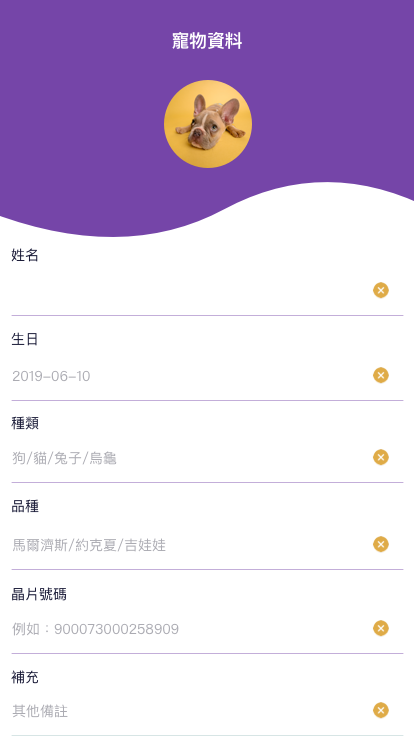 寵物資料
姓名
生日
2019-06-10
種類
狗/貓/兔子/烏龜
品種
馬爾濟斯/約克夏/吉娃娃
晶片號碼
例如：900073000258909
補充
其他備註